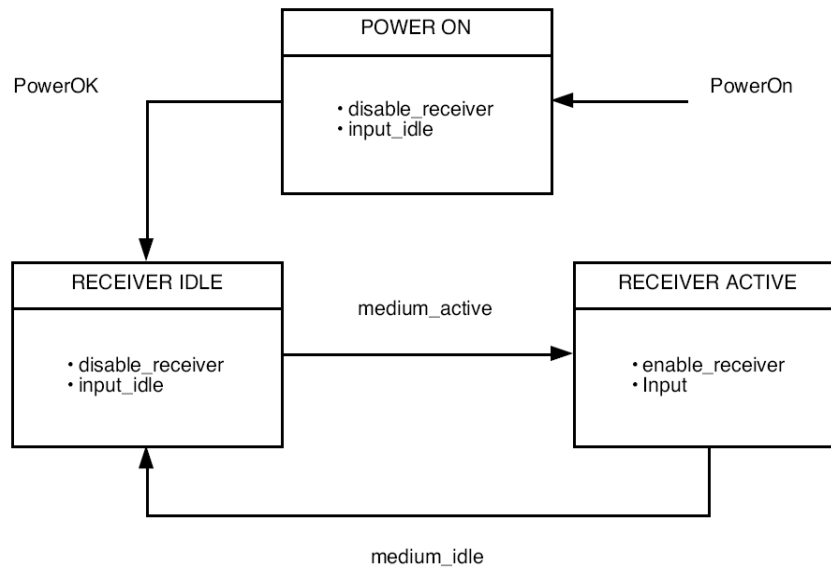 POWER ON
PowerOK
PowerOn
• disable_receiver
• input_idle
RECEIVER IDLE
RECEIVER ACTIVE
medium_active
• disable_receiver
• input_idle
• enable_receiver
• Input
medium_idle